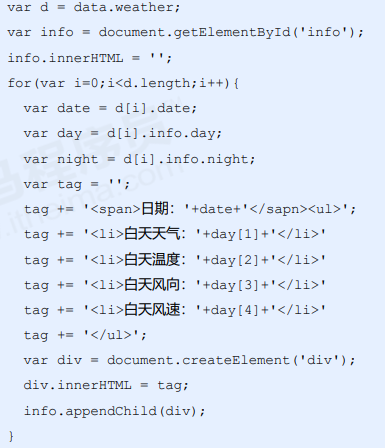 var d = data.weather;
var info = document.getElementById('info');
info.innerHTML = '';
for(var i=0;i<d.length;i++){
  var date = d[i].date;
  var day = d[i].info.day;
  var night = d[i].info.night;
  var tag = '';
  tag += '<span>日期：'+date+'</sapn><ul>';
  tag += '<li>白天天气：'+day[1]+'</li>'
  tag += '<li>白天温度：'+day[2]+'</li>'
  tag += '<li>白天风向：'+day[3]+'</li>'
  tag += '<li>白天风速：'+day[4]+'</li>'
  tag += '</ul>';
  var div = document.createElement('div');
  div.innerHTML = tag;
  info.appendChild(div);
}